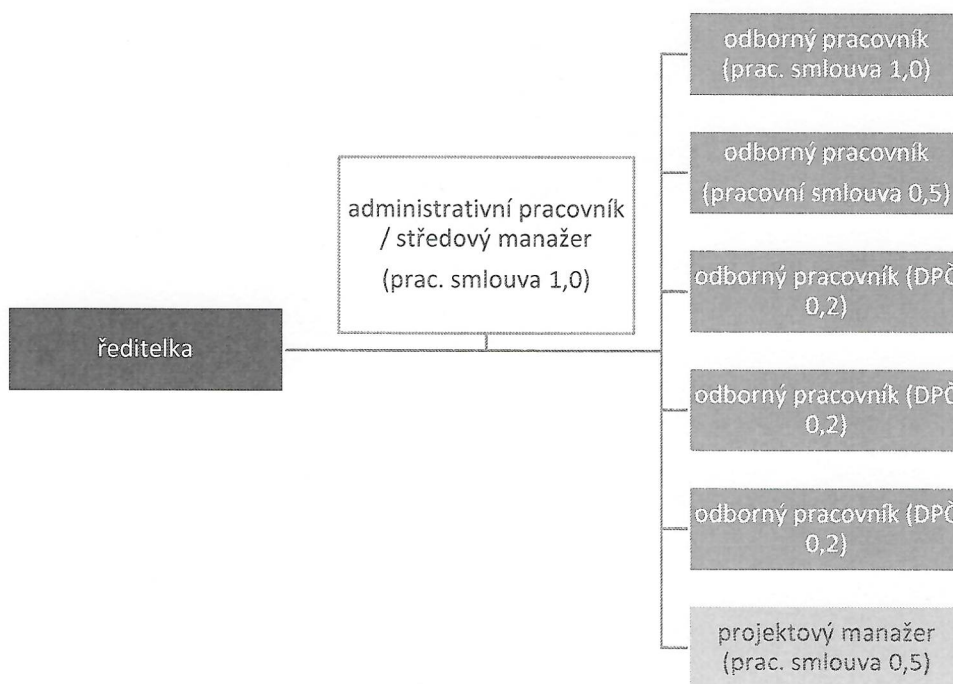 ředitelka
administrativní pracovník
/ středový manažer
(prac. smlouva 1,0)
odborný pracovník
(prac. smlouva 1,0)
odborný pracovník
(pracovní smlouva 0,5)
odborný pracovník (DPČ
0,2)
odborný pracovník (DPČ
0,2)
odborný pracovník (DPČ
0,2)
projektový manažer
(prac. smlouva 0,5)